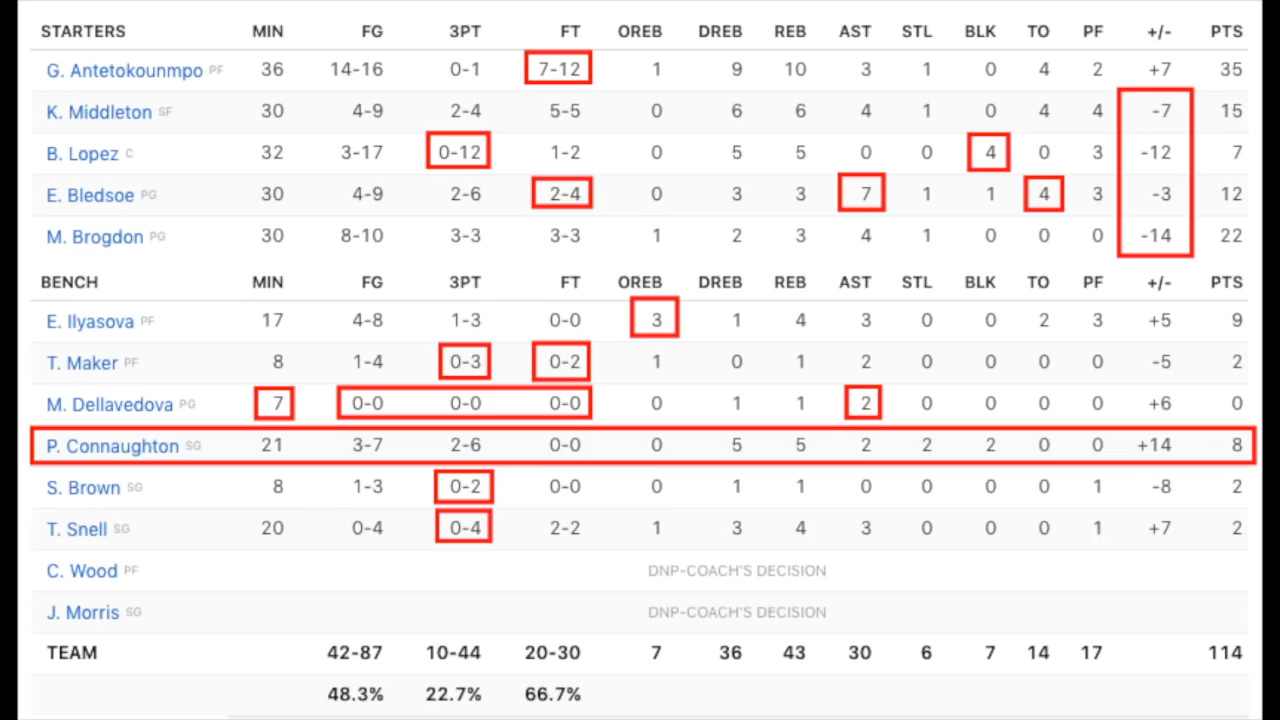 STARTERS MIN FG 3PT FT OREB DREB REB AST STL BLK TO PF +/- PTS
G. Antetokounmpo PF 36 14-16 0-1 7-12 1 9 10 3 1 0 4 2 +7 35
K. Middleton SF 30 4-9 2-4 5-5 0 6 6 4 1 0 4 4 -7 15
B. Lopez C 32 3-17 0-12 1-2 0 5 5 0 0 4 0 3 -12 7
E. Bledsoe PG 30 4-9 2-6 2-4 0 3 3 7 1 1 4 3 -3 12
M. Brogdon PG 30 8-10 3-3 3-3 1 2 3 4 1 0 0 0 -14 22
BENCH MIN FG 3PT FT OREB DREB REB AST STL BLK TO PF +/- PTS
E. Ilyasova PF 17 4-8 1-3 0-0 3 1 4 3 0 0 2 3 +5 9
T. Maker PF 8 1-4 0-3 0-2 1 0 1 2 0 0 0 0 -5 2
M. Dellavedova PG 7 0-0 0-0 0-0 0 1 1 2 0 0 0 0 +6 0
P. Connaughton SG 21 3-7 2-6 0-0 0 5 5 2 2 2 0 0 +14 8
S. Brown SG 8 1-3 0-2 0-0 0 1 1 0 0 0 0 1 -8 2
T. Snell SG 20 0-4 0-4 2-2 1 3 4 3 0 0 0 1 +7 2
C. Wood PF DNP-COACH'S DECISION
J. Morris SG DNP-COACH'S DECISION
TEAM 42-87 10-44 20-30 7 36 43 30 6 7 14 17 114
48.3% 22.7% 66.7%